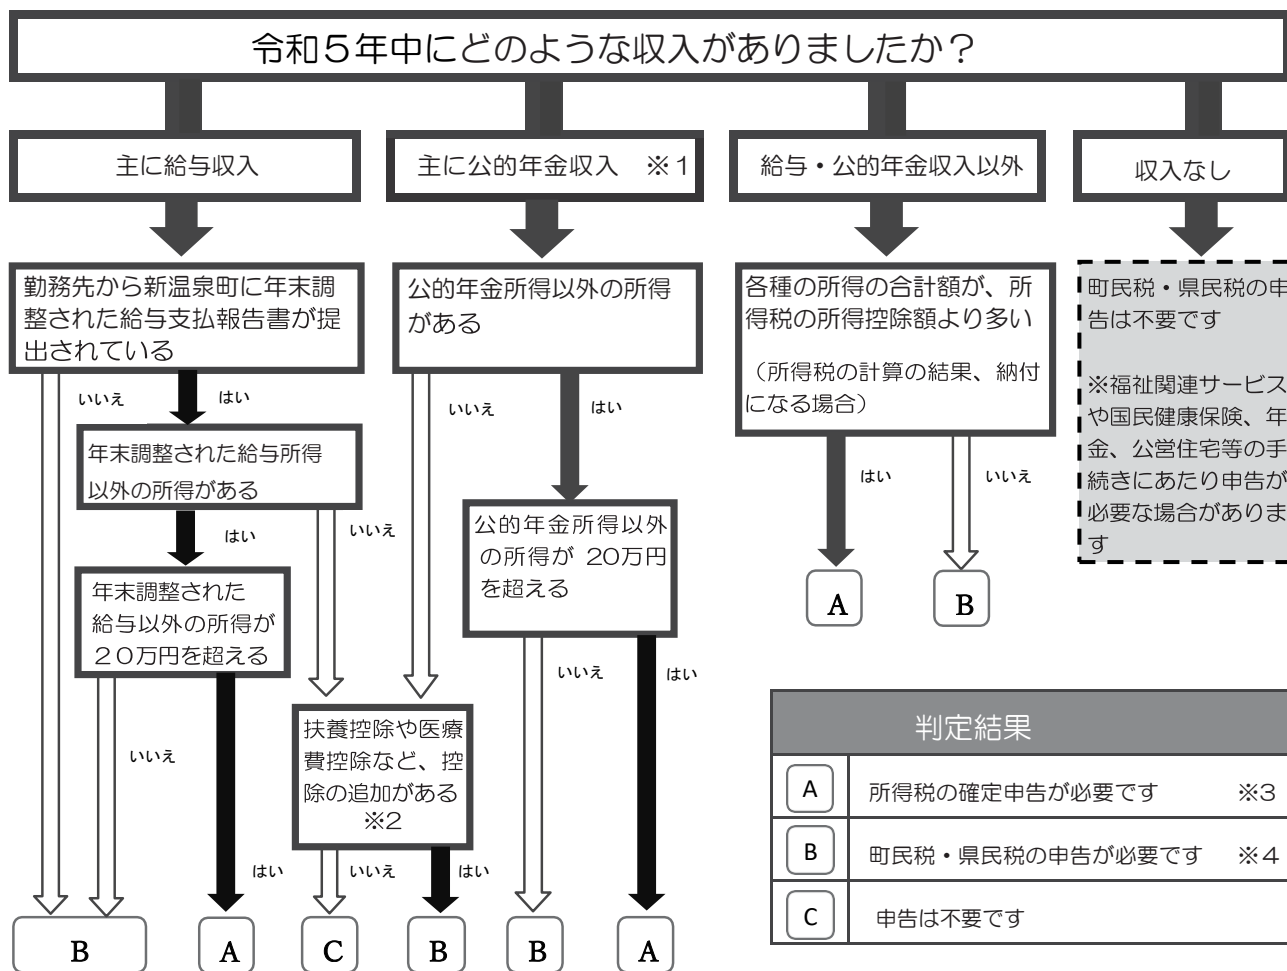 令和５年中にどのような収入がありましたか？
主に給与収入
主に公的年金収入　※１
給与・公的年金収入以外
収入なし
勤務先から新温泉町に年末調
整された給与支払報告書が提
出されている
公的年金所得以外の所得
がある
各種の所得の合計額が、所
得税の所得控除額より多い
（所得税の計算の結果、納付
になる場合）
町民税・県民税の申
告は不要です
※福祉関連サービス
や国民健康保険、年
金、公営住宅等の手
続きにあたり申告が
必要な場合がありま
す
いいえ
はい
いいえ
はい
年末調整された給与所得
以外の所得がある
はい
いいえ
はい
いいえ
公的年金所得以外
の所得が 20万円
を超える
年末調整された
給与以外の所得が
２０万円を超える
A
B
いいえ
はい
いいえ
はい
扶養控除や医療
費控除など、控
除の追加がある
※2
いいえ
はい
B
A
C
B
B
A
判定結果
A
所得税の確定申告が必要です　※3
B
町民税・県民税の申告が必要です　※４
C
申告は不要です